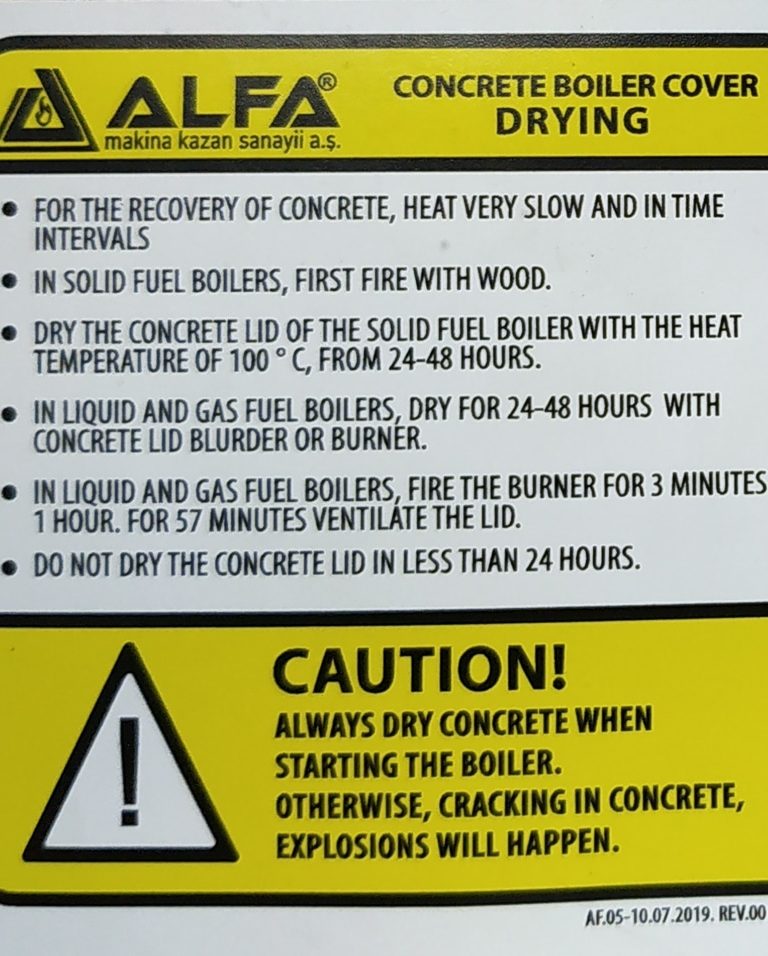 ALFA®
makina kazan sanayii a.ş.
CONCRETE BOILER COVER
DRYING
• FOR THE RECOVERY OF CONCRETE, HEAT VERY SLOW AND IN TIME
INTERVALS
• IN SOLID FUEL BOILERS, FIRST FIRE WITH WOOD.
• DRY THE CONCRETE LID OF THE SOLID FUEL BOILER WITH THE HEAT
TEMPERATURE OF 100 °C, FROM 24-48 HOURS.
• IN LIQUID AND GAS FUEL BOILERS, DRY FOR 24-48 HOURS WITH
CONCRETE LID BLURDER OR BURNER.
• IN LIQUID AND GAS FUEL BOILERS, FIRE THE BURNER FOR 3 MINUTES
1 HOUR. FOR 57 MINUTES VENTILATE THE LID.
• DO NOT DRY THE CONCRETE LID IN LESS THAN 24 HOURS.
!
CAUTION!
ALWAYS DRY CONCRETE WHEN
STARTING THE BOILER.
OTHERWISE, CRACKING IN CONCRETE,
EXPLOSIONS WILL HAPPEN.
AF.05-10.07.2019. REV.00